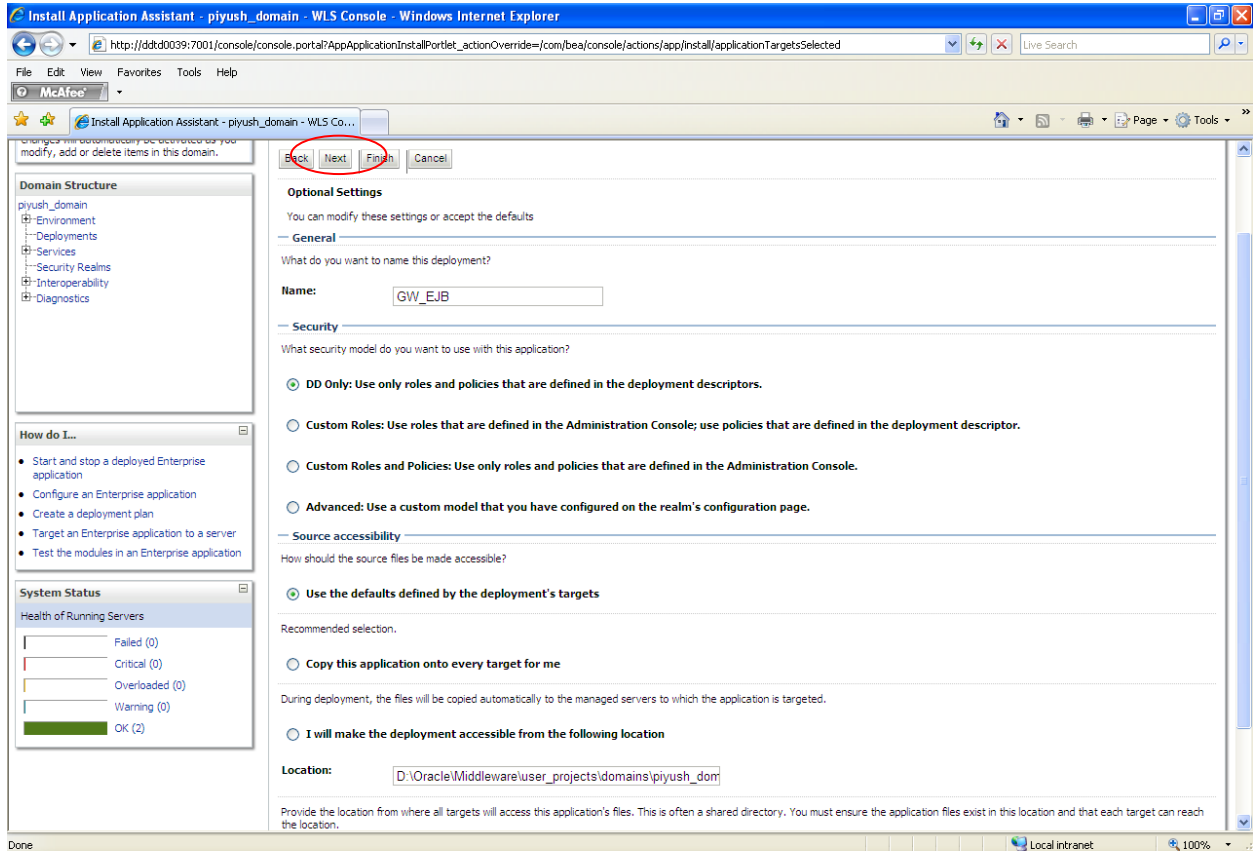 Install Application Assistant - piyush_domain - WLS Console - Windows Internet Explorer
http://ddtd0039:7001/console/console.portal?AppApplicationInstallPortlet_actionOverride=/com/bea/console/actions/app/install/applicationTargetsSelected
Live Search
File Edit View Favorites Tools Help
McAfee
Install Application Assistant - piyush_domain - WLS Co...
Page Tools
changes will automatically be activated as you
modify, add or delete items in this domain.
Domain Structure
piyush_domain
Environment
Deployments
Services
Security Realms
Interoperability
Diagnostics
How do I...
Start and stop a deployed Enterprise
application
Configure an Enterprise application
Create a deployment plan
Target an Enterprise application to a server
Test the modules in an Enterprise application
System Status
Health of Running Servers
Failed (0)
Critical (0)
Overloaded (0)
Warning (0)
OK (2)
Back Next Finish Cancel
Optional Settings
You can modify these settings or accept the defaults
General
What do you want to name this deployment?
Name: GW_EJB
Security
What security model do you want to use with this application?
DD Only: Use only roles and policies that are defined in the deployment descriptors.
Custom Roles: Use roles that are defined in the Administration Console; use policies that are defined in the deployment descriptor.
Custom Roles and Policies: Use only roles and policies that are defined in the Administration Console.
Advanced: Use a custom model that you have configured on the realm's configuration page.
Source accessibility
How should the source files be made accessible?
Use the defaults defined by the deployment's targets
Recommended selection.
Copy this application onto every target for me
During deployment, the files will be copied automatically to the managed servers to which the application is targeted.
I will make the deployment accessible from the following location
Location: D:\Oracle\Middleware\user_projects\domains\piyush_dom
Provide the location from where all targets will access this application's files. This is often a shared directory. You must ensure the application files exist in this location and that each target can reach
the location.
Done
Local intranet
100%